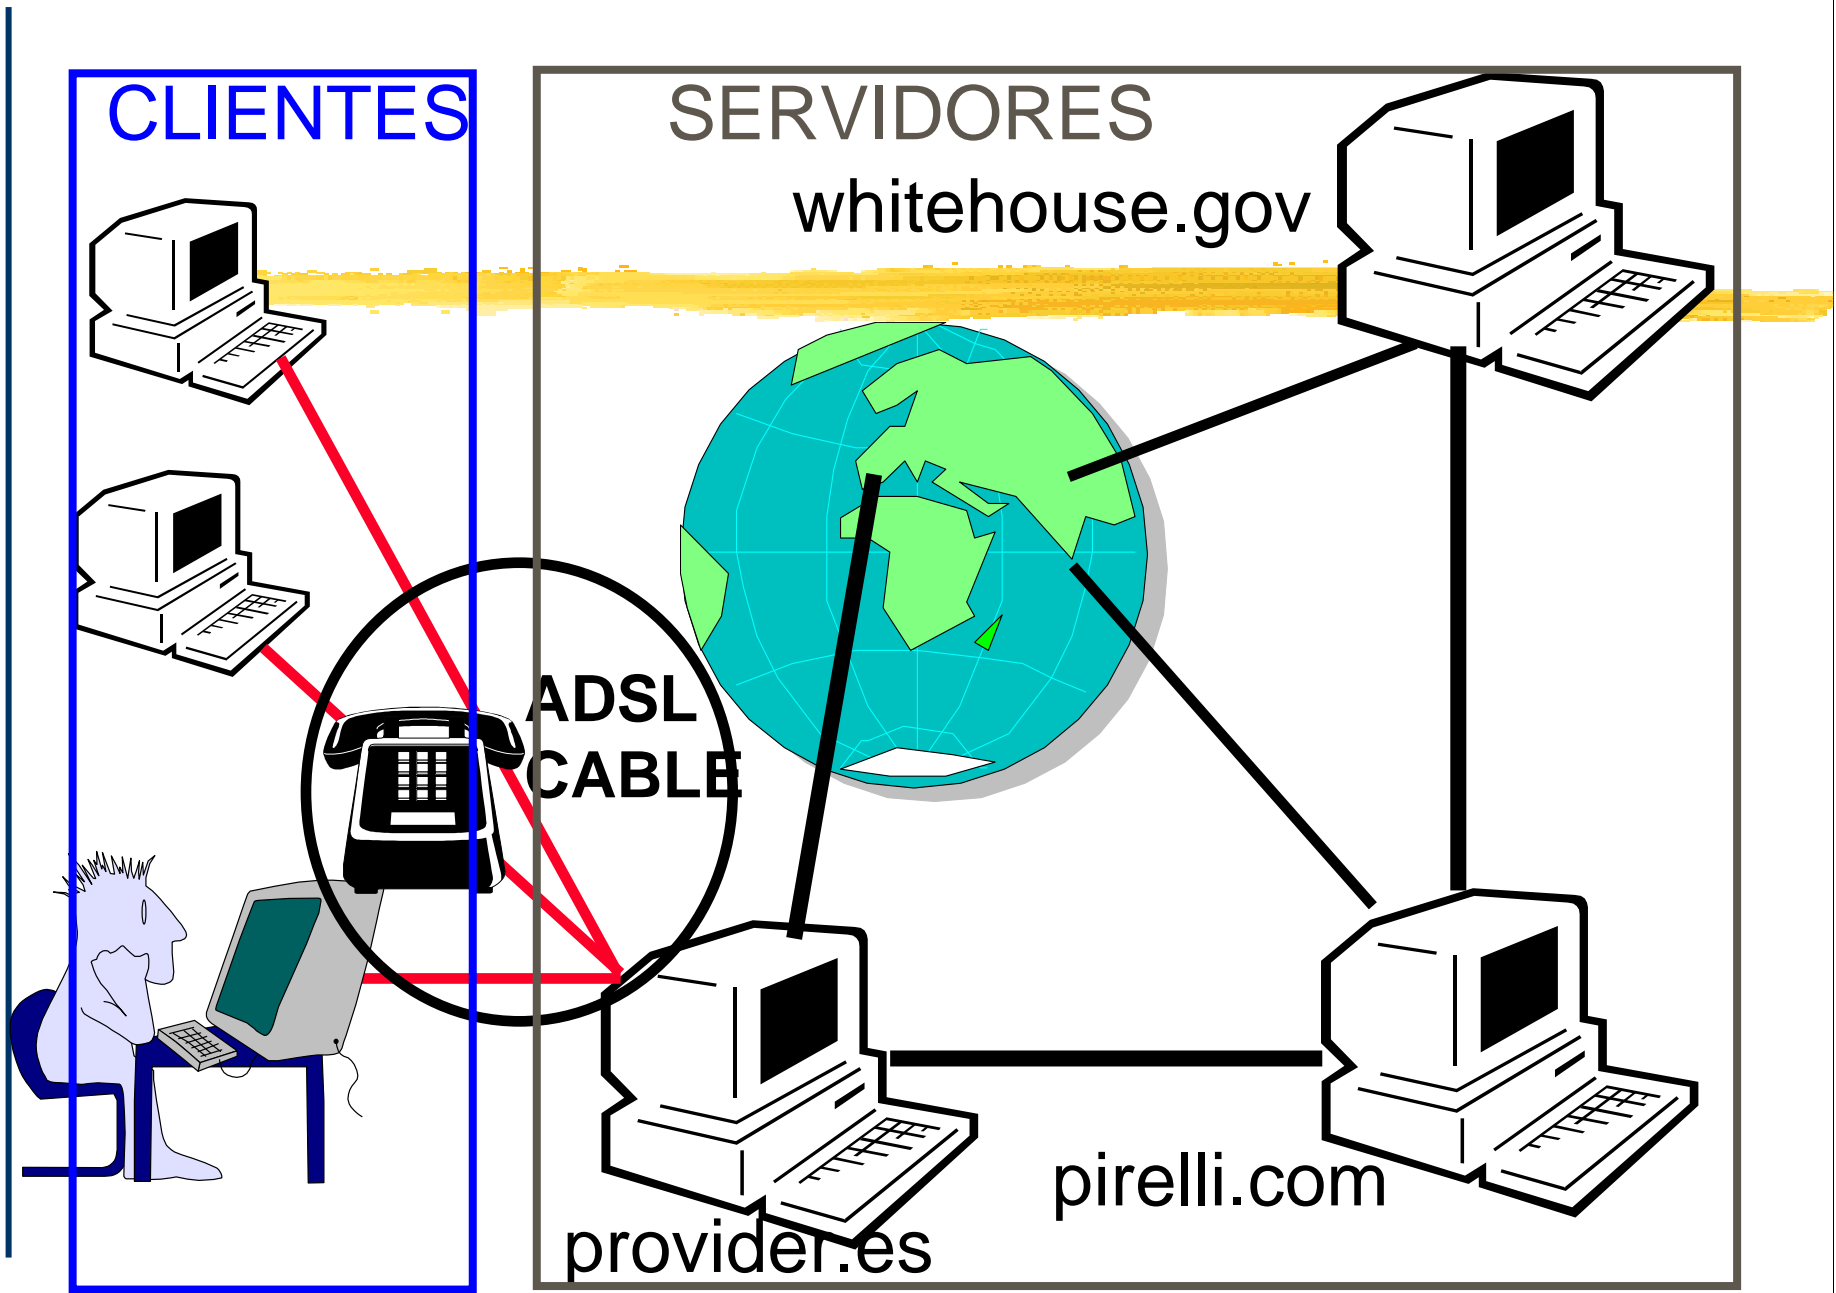 CLIENTES
SERVIDORES
whitehouse.gov
ADSL
CABLE
pirelli.com
provider.es